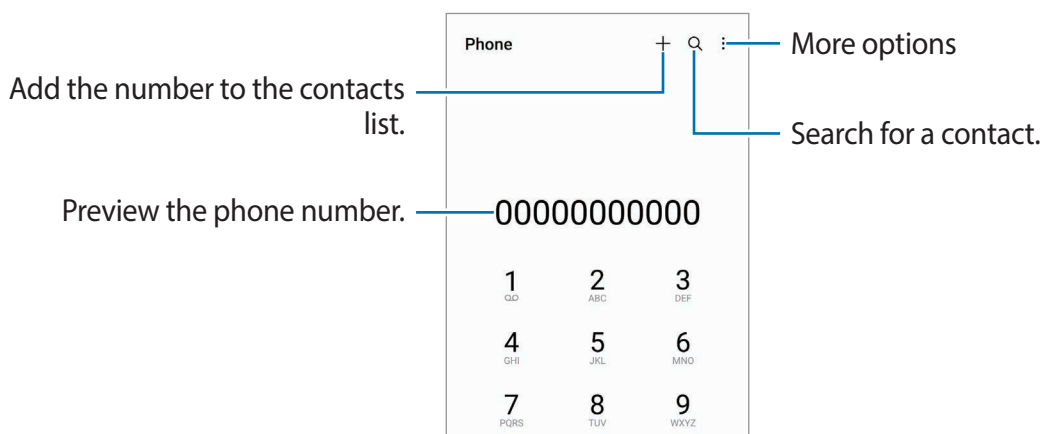 Phone
More options
Add the number to the contacts
list.
Search for a contact.
Preview the phone number.
00000000000
1 2 3
ABC DEF
4 5 6
GHI JKL MNO
7 8 9
PQRS TUV WXYZ